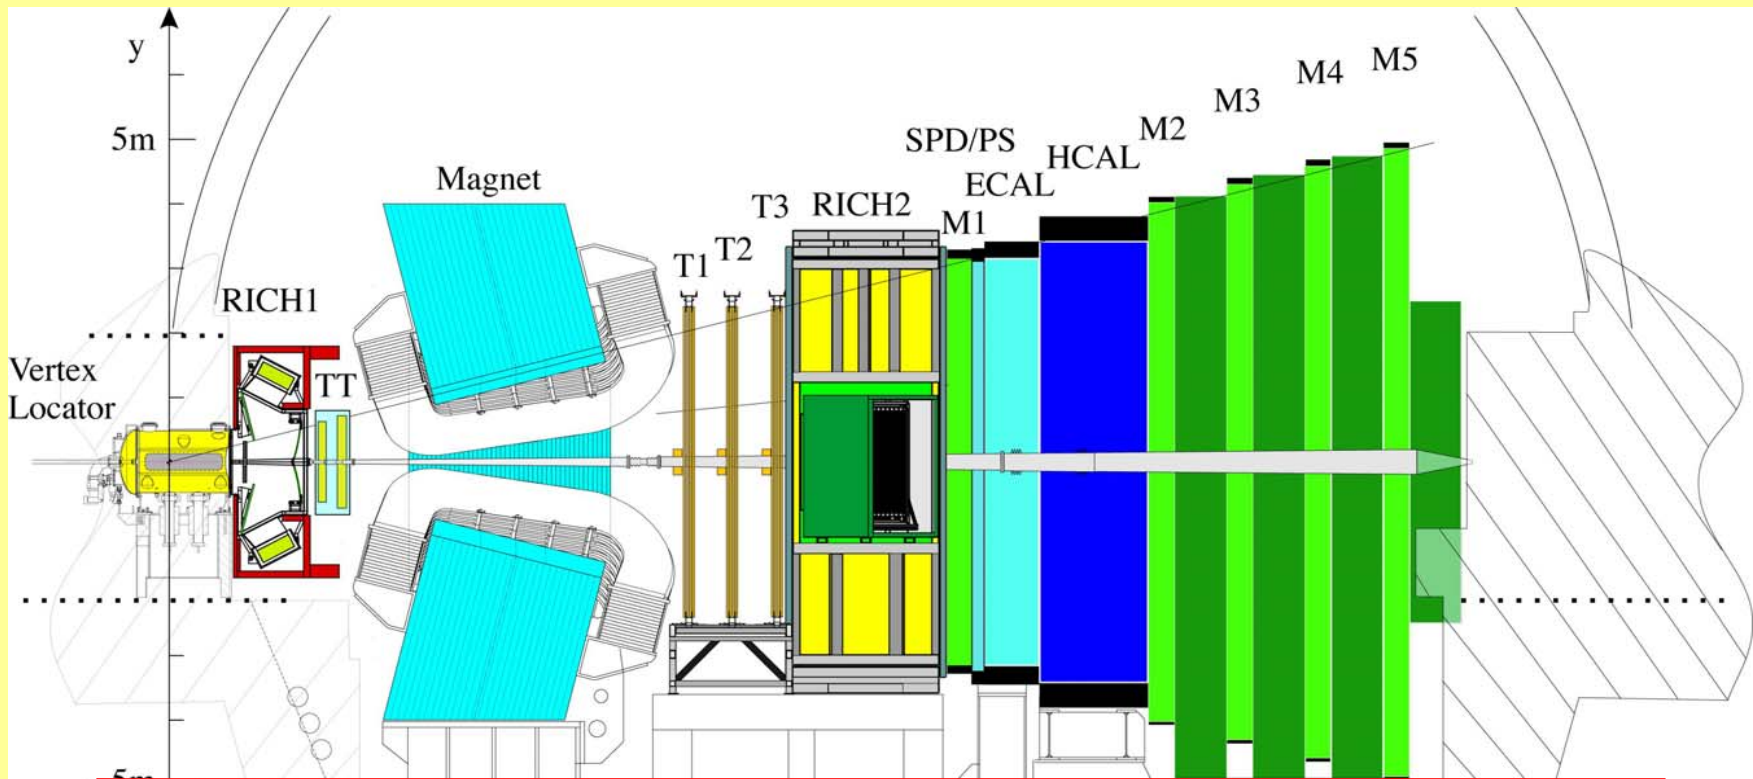 y
5m
Magnet
RICH1
Vertex
Locator
TT
T1
T2
T3
RICH2
M1
SPD/PS
ECAL
HCAL
M2
M3
M4
M5